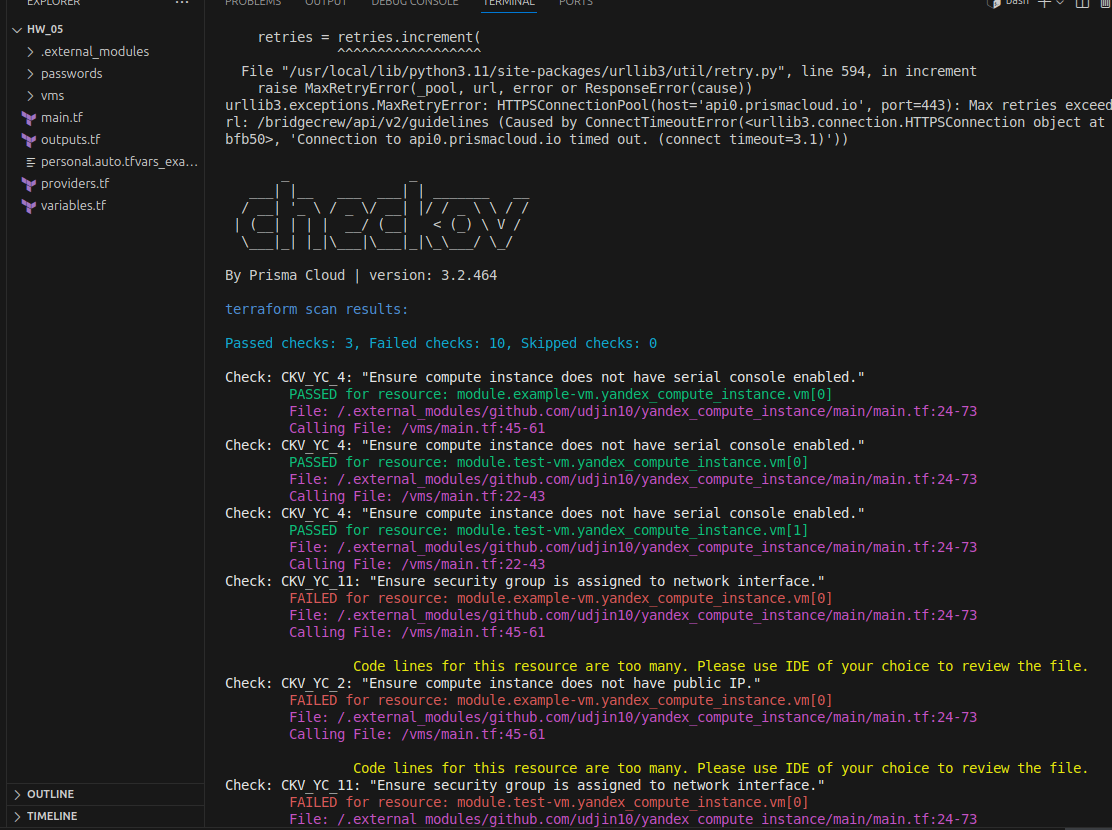 EXPLORER
PROBLEMS OUTPUT DEBUG CONSOLE TERMINAL PORTS
bash
HW_05
.external_modules
passwords
vms
main.tf
outputs.tf
personal.auto.tfvars_exa...
providers.tf
variables.tf
OUTLINE
TIMELINE
retries = retries.increment(
^^^^^^^^^^^^^^^^^^
File "/usr/local/lib/python3.11/site-packages/urllib3/util/retry.py", line 594, in increment
raise MaxRetryError(_pool, url, error or ResponseError(cause))
urllib3.exceptions.MaxRetryError: HTTPSConnectionPool(host='api0.prismacloud.io', port=443): Max retries exceed
rl: /bridgecrew/api/v2/guidelines (Caused by ConnectTimeoutError(<urllib3.connection.HTTPSConnection object at
bfb50>, 'Connection to api0.prismacloud.io timed out. (connect timeout=3.1)'))
checkov
By Prisma Cloud | version: 3.2.464
terraform scan results:
Passed checks: 3, Failed checks: 10, Skipped checks: 0
Check: CKV_YC_4: "Ensure compute instance does not have serial console enabled."
PASSED for resource: module.example-vm.yandex_compute_instance.vm[0]
File: /.external_modules/github.com/udjin10/yandex_compute_instance/main/main.tf:24-73
Calling File: /vms/main.tf:45-61
Check: CKV_YC_4: "Ensure compute instance does not have serial console enabled."
PASSED for resource: module.test-vm.yandex_compute_instance.vm[0]
File: /.external_modules/github.com/udjin10/yandex_compute_instance/main/main.tf:24-73
Calling File: /vms/main.tf:22-43
Check: CKV_YC_4: "Ensure compute instance does not have serial console enabled."
PASSED for resource: module.test-vm.yandex_compute_instance.vm[1]
File: /.external_modules/github.com/udjin10/yandex_compute_instance/main/main.tf:24-73
Calling File: /vms/main.tf:22-43
Check: CKV_YC_11: "Ensure security group is assigned to network interface."
FAILED for resource: module.example-vm.yandex_compute_instance.vm[0]
File: /.external_modules/github.com/udjin10/yandex_compute_instance/main/main.tf:24-73
Calling File: /vms/main.tf:45-61
Code lines for this resource are too many. Please use IDE of your choice to review the file.
Check: CKV_YC_2: "Ensure compute instance does not have public IP."
FAILED for resource: module.example-vm.yandex_compute_instance.vm[0]
File: /.external_modules/github.com/udjin10/yandex_compute_instance/main/main.tf:24-73
Calling File: /vms/main.tf:45-61
Code lines for this resource are too many. Please use IDE of your choice to review the file.
Check: CKV_YC_11: "Ensure security group is assigned to network interface."
FAILED for resource: module.test-vm.yandex_compute_instance.vm[0]
File: /.external_modules/github.com/udjin10/yandex_compute_instance/main/main.tf:24-73